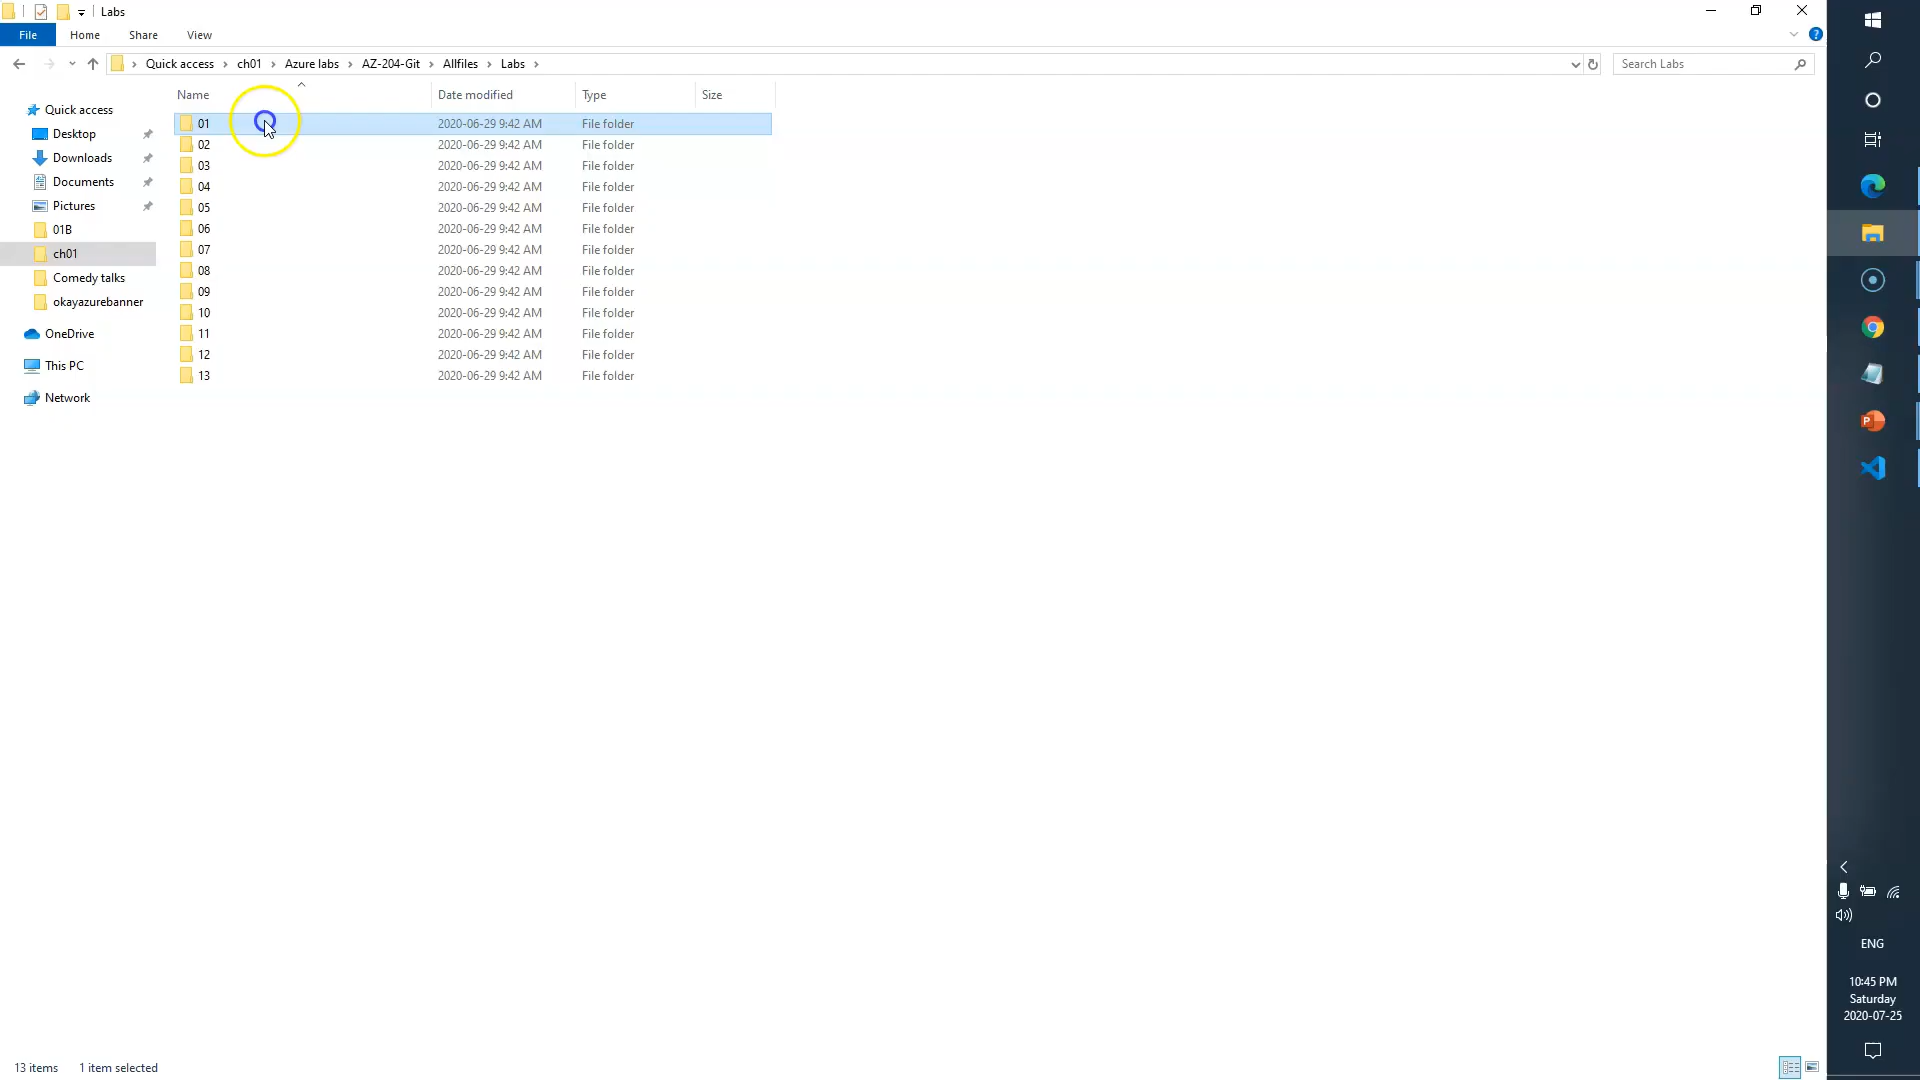 Labs
File Home Share View
Quick access ch01 Azure labs AZ-204-Git Allfiles Labs
Search Labs
Name Date modified Type Size
Quick access
Desktop
Downloads
Documents
Pictures
01B
ch01
Comedy talks
okayazurebanner
OneDrive
This PC
Network
01 2020-06-29 9:42 AM File folder
02 2020-06-29 9:42 AM File folder
03 2020-06-29 9:42 AM File folder
04 2020-06-29 9:42 AM File folder
05 2020-06-29 9:42 AM File folder
06 2020-06-29 9:42 AM File folder
07 2020-06-29 9:42 AM File folder
08 2020-06-29 9:42 AM File folder
09 2020-06-29 9:42 AM File folder
10 2020-06-29 9:42 AM File folder
11 2020-06-29 9:42 AM File folder
12 2020-06-29 9:42 AM File folder
13 2020-06-29 9:42 AM File folder
13 items 1 item selected
ENG
10:45 PM
Saturday
2020-07-25